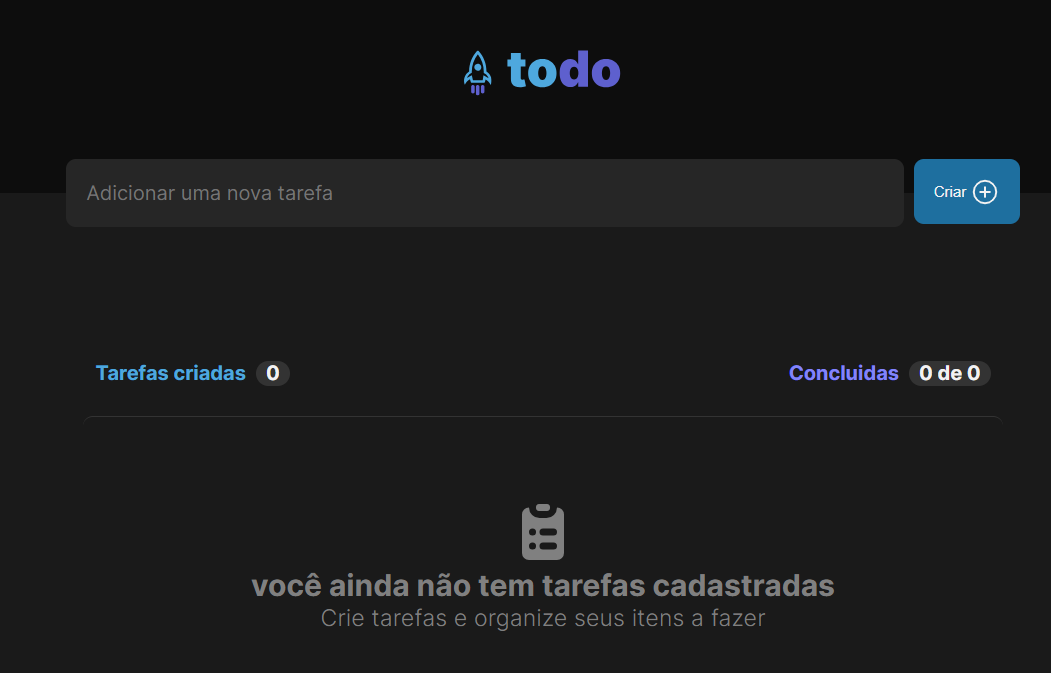 todo
Adicionar uma nova tarefa
Criar
Tarefas criadas 0
Concluidas 0 de 0
você ainda não tem tarefas cadastradas
Crie tarefas e organize seus itens a fazer